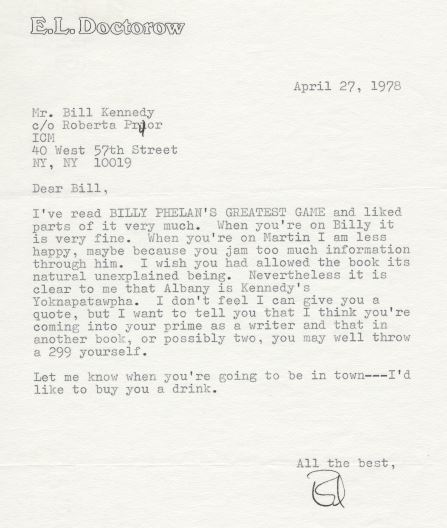 E.L. Doctorow
April 27, 1978
Mr. Bill Kennedy
c/o Roberta Pryor
ICM
40 West 57th Street
NY, NY 10019
Dear Bill,
I've read BILLY PHELAN'S GREATEST GAME and liked
parts of it very much. When you're on Billy it
is very fine. When you're on Martin I am less
happy, maybe because you jam too much information
through him. I wish you had allowed the book its
natural unexplained being. Nevertheless it is
clear to me that Albany is Kennedy's
Yoknapatawpha. I don't feel I can give you a
quote, but I want to tell you that I think you're
coming into your prime as a writer and that in
another book, or possibly two, you may well throw
a 299 yourself.
Let me know when you're going to be in town---I'd
like to buy you a drink.
All the best,